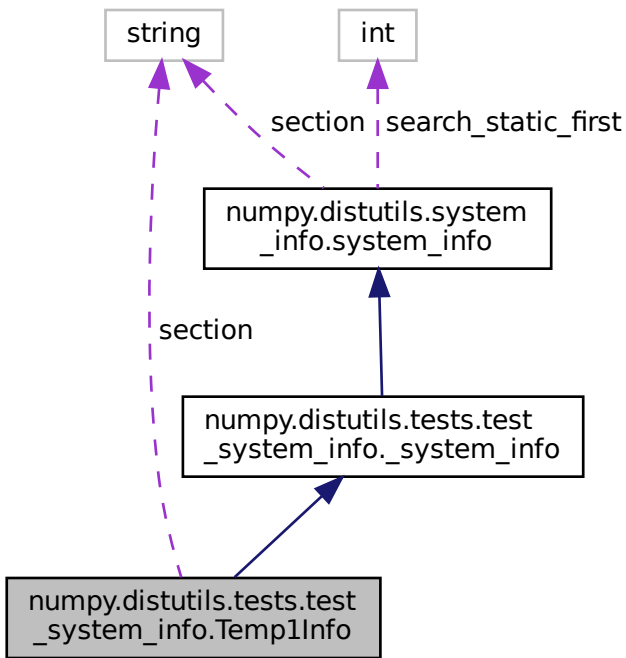 string
int
section
search_static_first
numpy.distutils.system
_info.system_info
section
numpy.distutils.tests.test
_system_info._system_info
numpy.distutils.tests.test
_system_info.Temp1Info